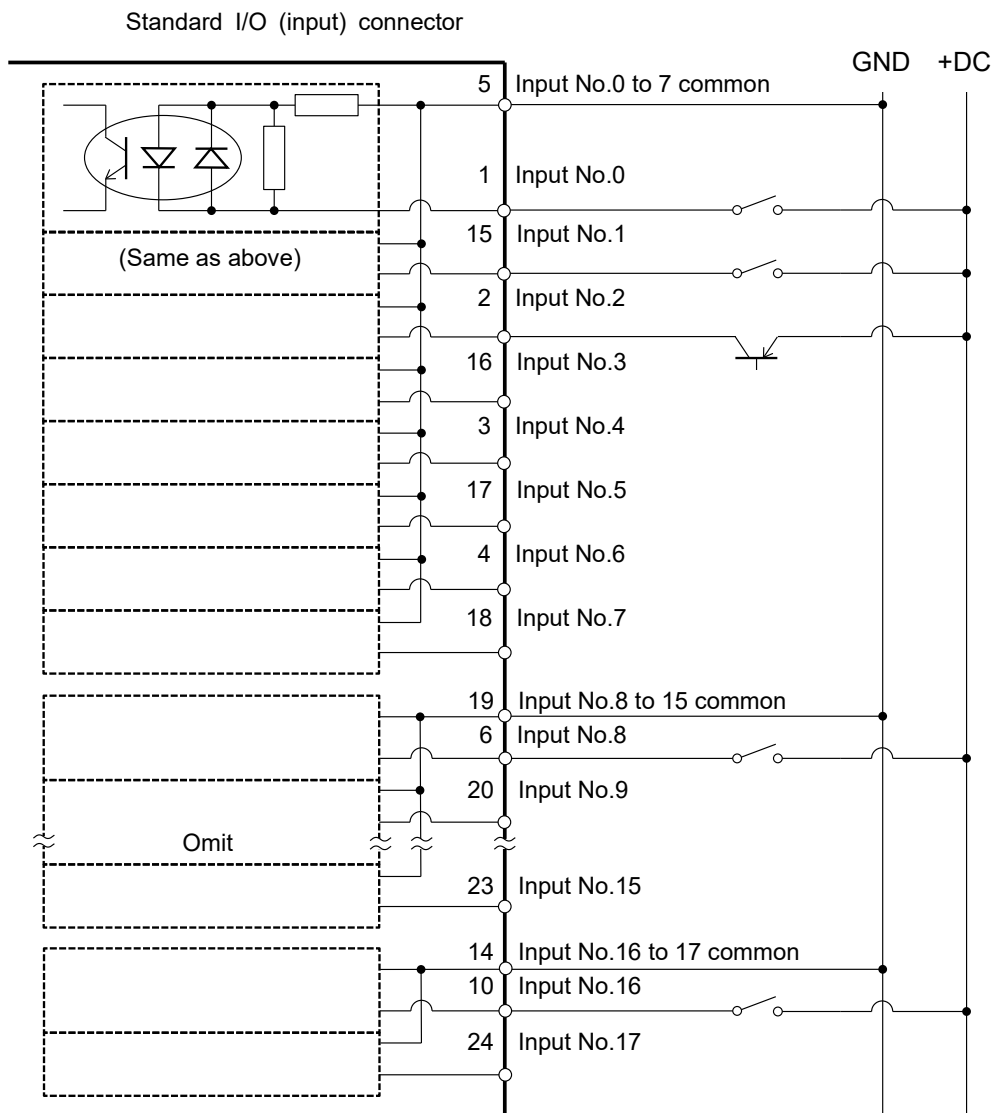 Standard I/O (input) connector
GND +DC
5 Input No.0 to 7 common
1 Input No.0
15 Input No.1
(Same as above)
2 Input No.2
16 Input No.3
3 Input No.4
17 Input No.5
4 Input No.6
18 Input No.7
19 Input No.8 to 15 common
6 Input No.8
20 Input No.9
Omit
23 Input No.15
14 Input No.16 to 17 common
10 Input No.16
24 Input No.17